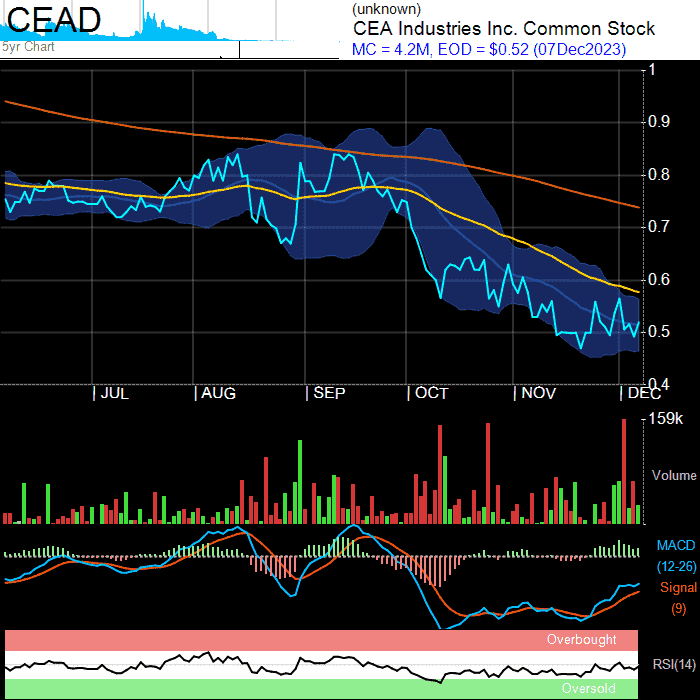 CEAD
5yr Chart
(unknown)
CEA Industries Inc. Common Stock
MC = 4.2M, EOD = $0.52 (07Dec2023)
1
0.9
0.8
0.7
0.6
0.5
0.4
| JUL | AUG | SEP | OCT | NOV | DEC
159k
Volume
MACD
(12-26)
Signal
(9)
Overbought
RSI(14)
Oversold